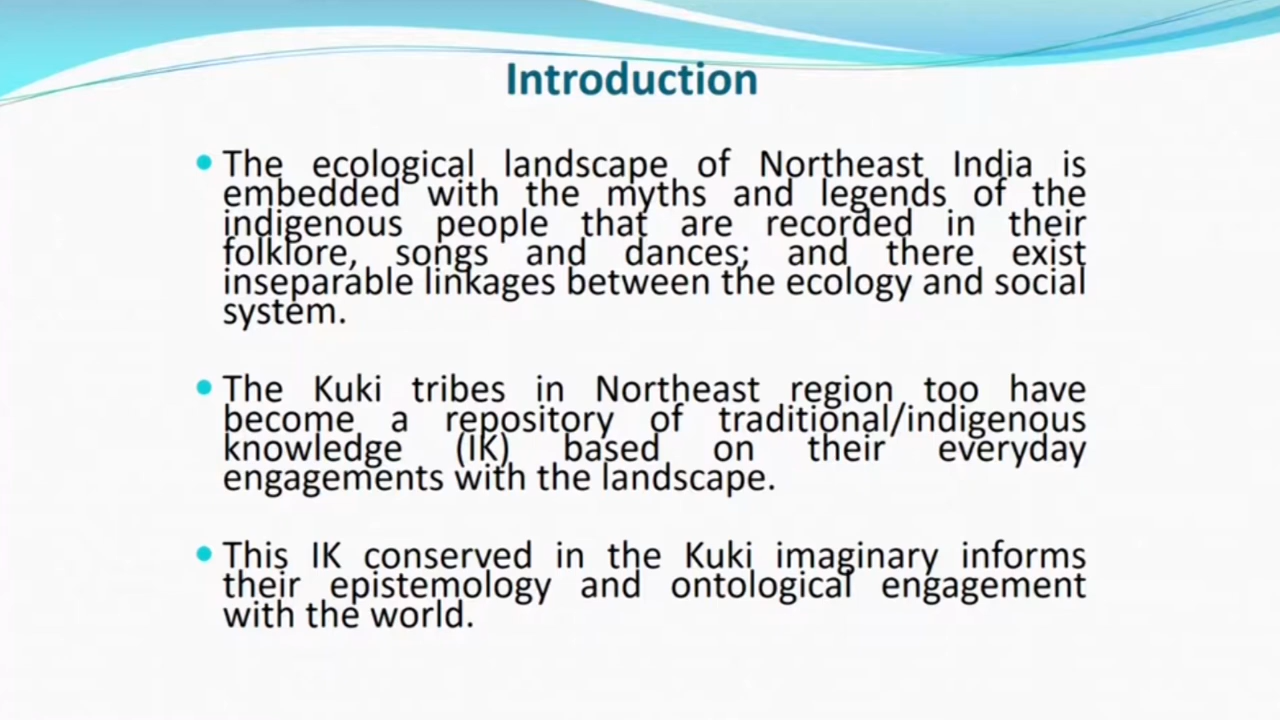 Introduction
The ecological landscape of Northeast India is
embedded with the myths and legends of the
indigenous people that are recorded in their
folklore, songs and dances; and there exist
inseparable linkages between the ecology and social
system.
The Kuki tribes in Northeast region too have
become a repository of traditional/indigenous
knowledge (IK) based on their everyday
engagements with the landscape.
This IK conserved in the Kuki imaginary informs
their epistemology and ontological engagement
with the world.